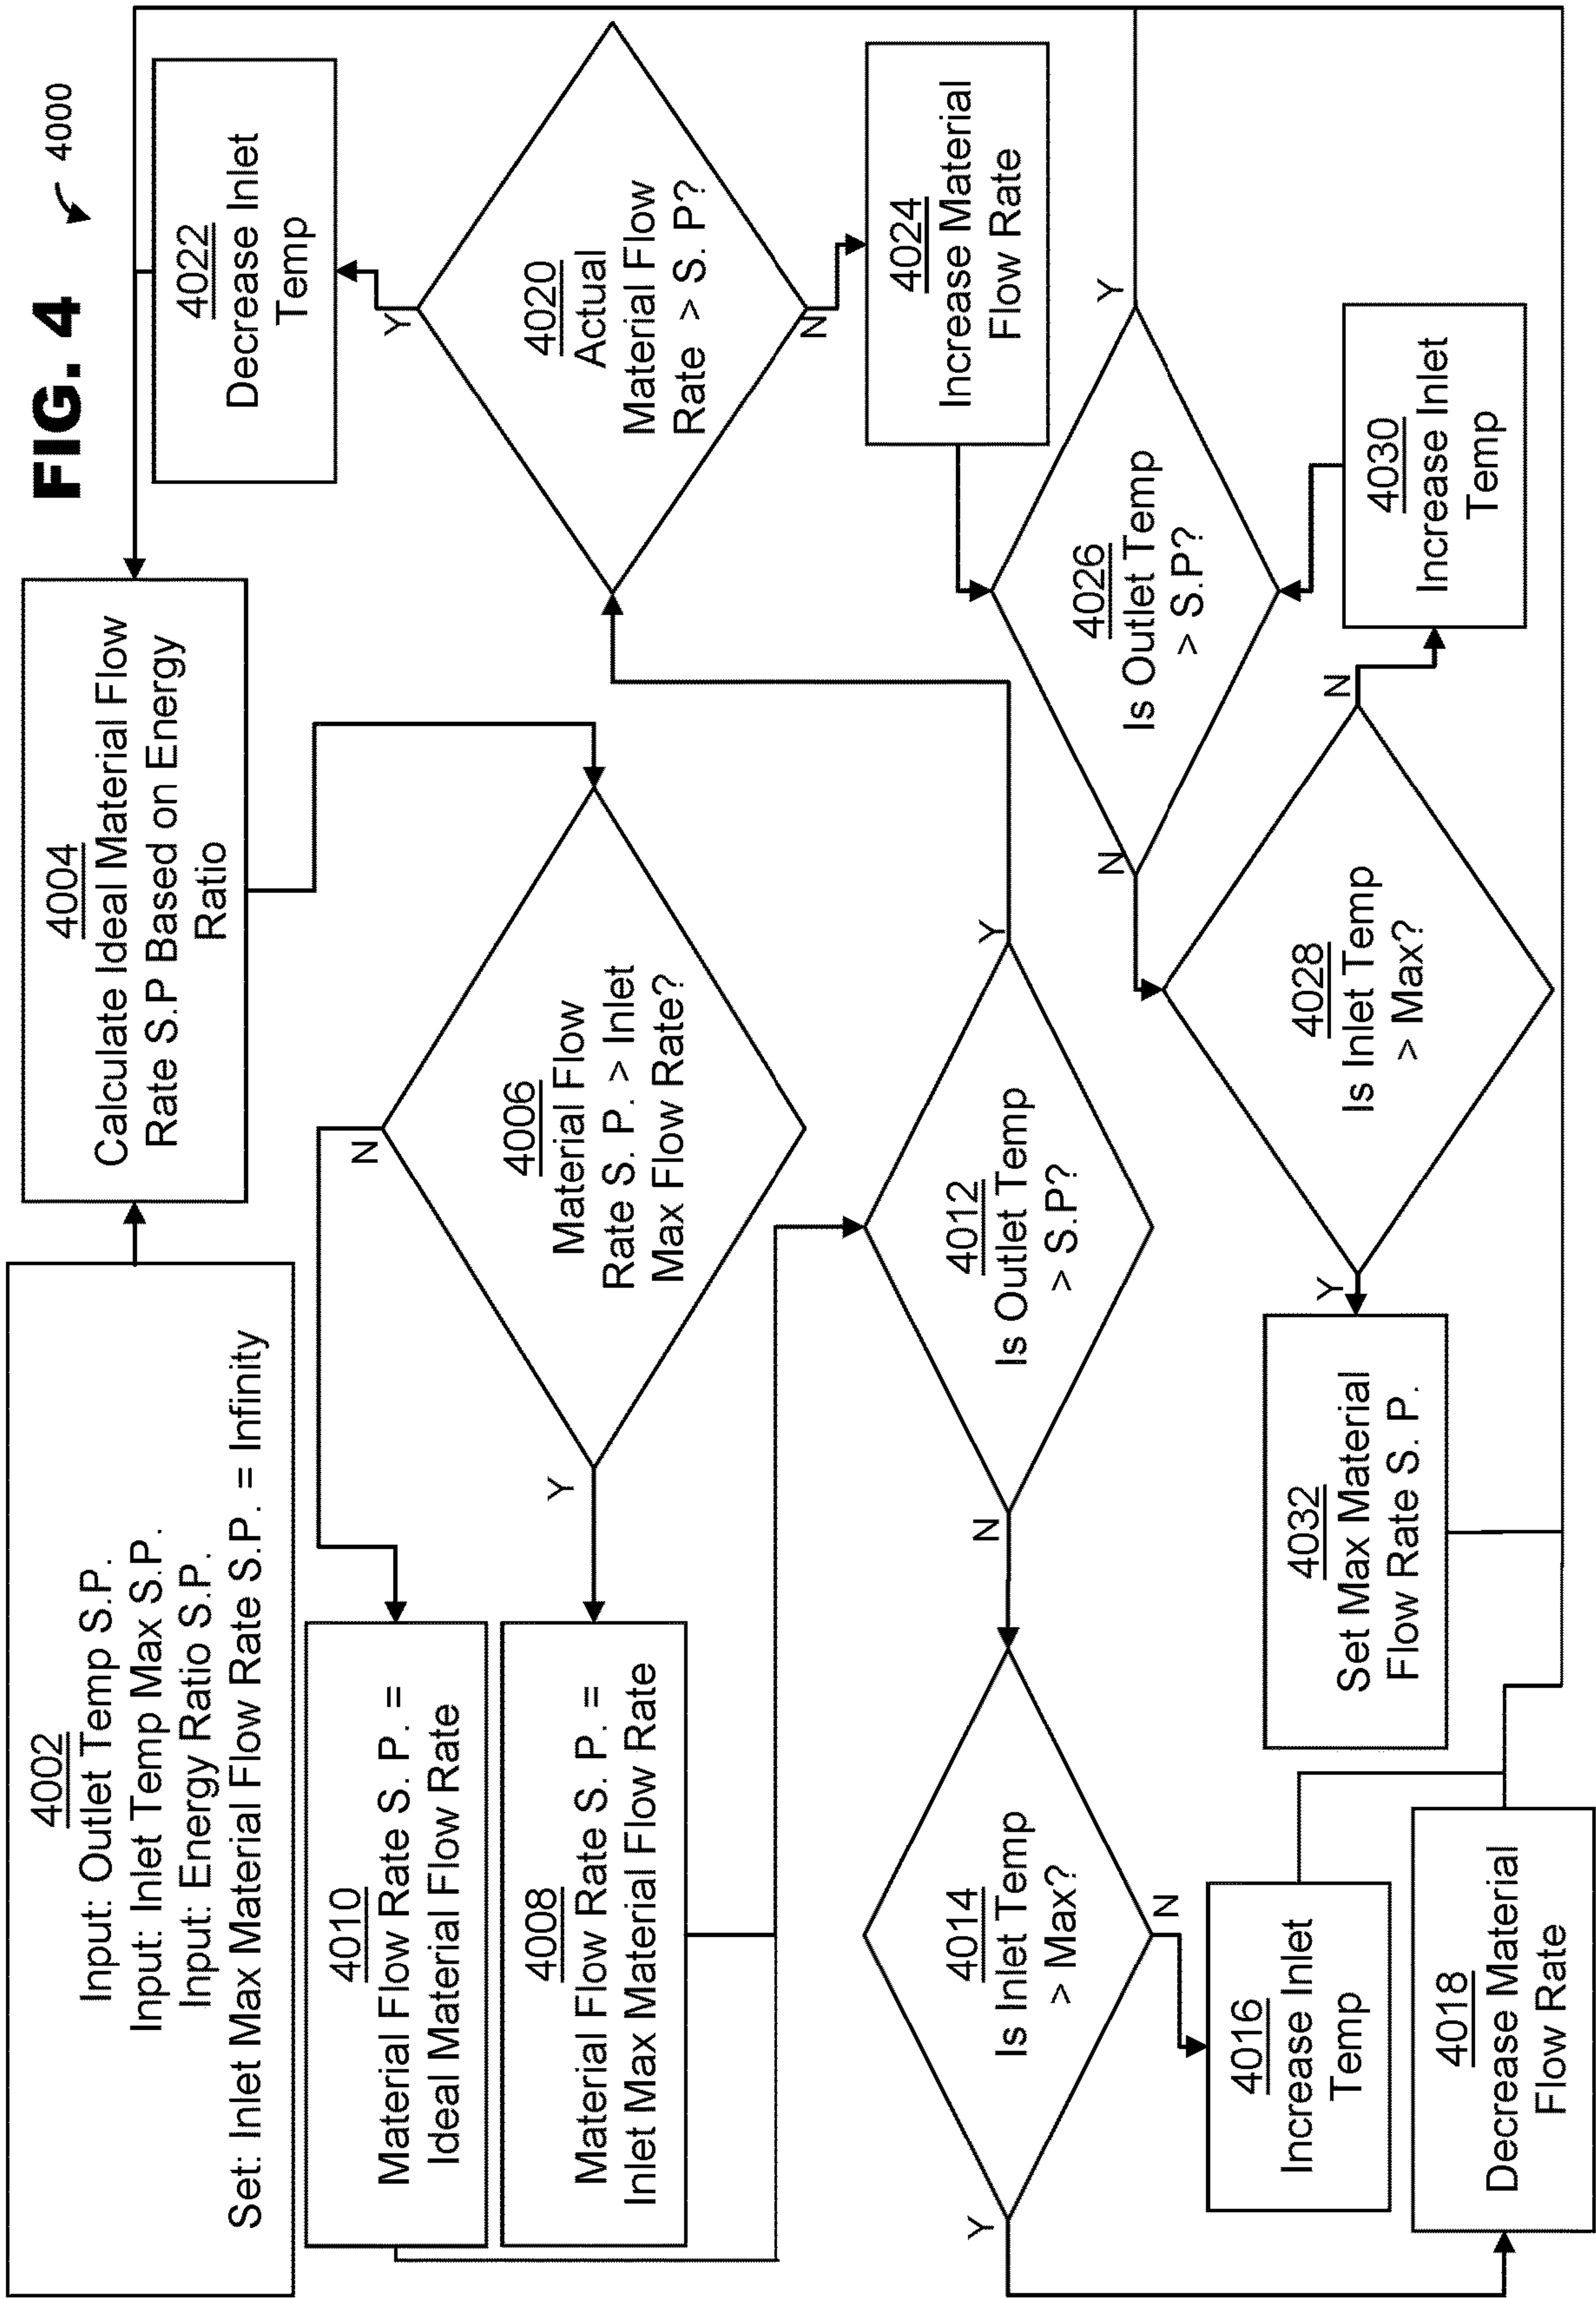 FIG. 4
4000
4002
Input: Outlet Temp S.P.
Input: Inlet Temp Max S.P.
Input: Energy Ratio S.P.
Set: Inlet Max Material Flow Rate S.P. = Infinity
4004
Calculate Ideal Material Flow
Rate S.P Based on Energy
Ratio
4022
Decrease Inlet
Temp
4010
Material Flow Rate S. P. =
Ideal Material Flow Rate
N
4006
Material Flow
Rate S. P. > Inlet
Max Flow Rate?
Y
4008
Material Flow Rate S. P. =
Inlet Max Material Flow Rate
Y
4020
Actual
Material Flow
Rate > S. P?
N
4012
Is Outlet Temp
> S.P?
N
Y
4024
Increase Material
Flow Rate
4014
Is Inlet Temp
> Max?
Y
N
4026
Is Outlet Temp
> S.P?
N
Y
4016
Increase Inlet
Temp
4032
Set Max Material
Flow Rate S. P.
Y
4028
Is Inlet Temp
> Max?
N
4030
Increase Inlet
Temp
4018
Decrease Material
Flow Rate